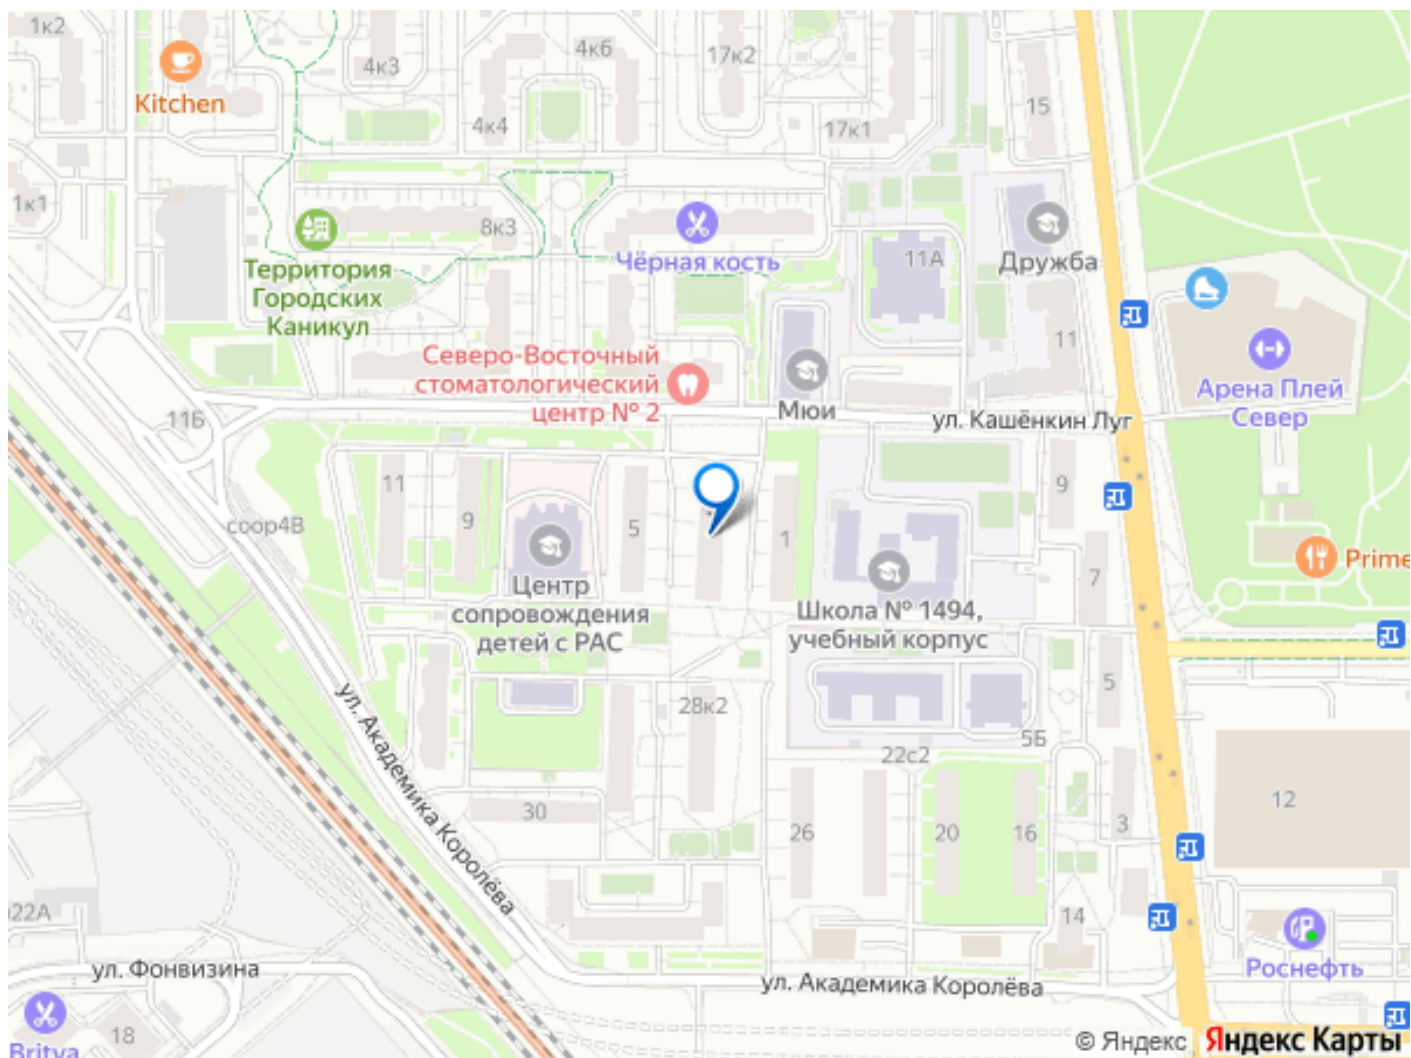 1к2
Kitchen
4к3
4к6
17к2
4к4
17к1
15
1к1
8к3
Территория
Городских
Каникул
Чёрная кость
11А
Дружба
11
Северо-Восточный
стоматологический
центр № 2
Мюи
ул. Кашёнкин Луг
Арена Плей
Север
11Б
11
9
5
1
9
7
соор4В
Центр
сопровождения
детей с РАС
Школа № 1494,
учебный корпус
Prime
5
28к2
5Б
22с2
ул. Академика Королёва
30
26
20
16
3
12
14
22А
ул. Фонвизина
ул. Академика Королёва
Роснефть
18
Britva
© Яндекс Яндекс Карты